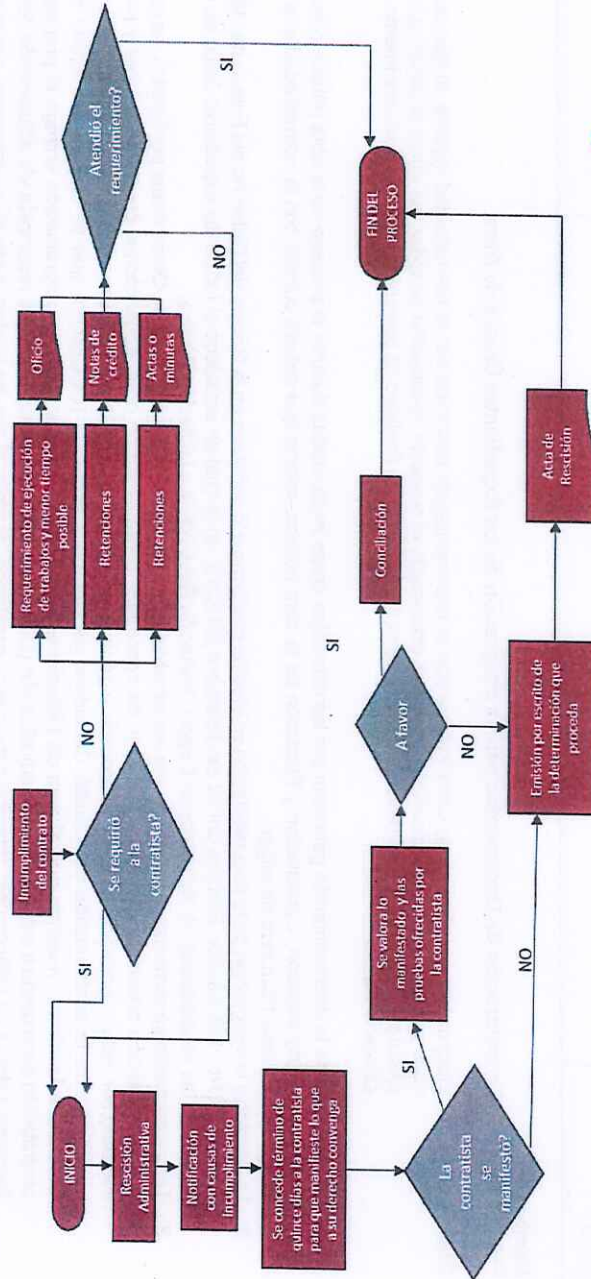 Incumplimiento
del contrato
Se requirió
a la
contratista?
SI
NO
Requerimiento de ejecución
de trabajos y menor tiempo
posible
Retenciones
Retenciones
Oficio
Notas de
crédito
Actas o
minutas
Atendió el
requerimiento?
SI
NO
INICIO
Rescisión
Administrativa
Notificación
con causas de
Incumplimiento
Se concede término de
quince días a la contratista
para que manifieste lo que
a su derecho convenga
La
contratista
se
manifestó?
SI
NO
Se valora lo
manifestado y las
pruebas ofrecidas por
la contratista
A favor
SI
NO
Conciliación
Emisión por escrito de
la determinación que
proceda
Acta de
Rescisión
FIN DEL
PROCESO